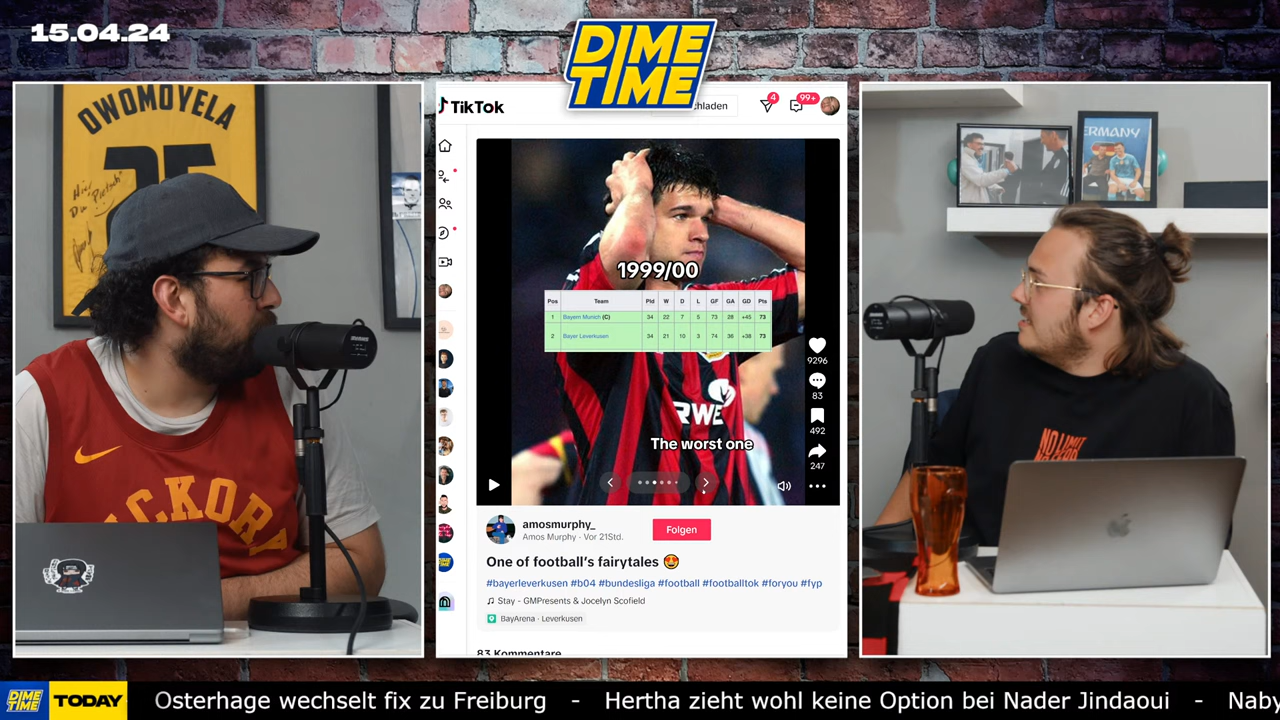 15.04.24
DIME
TIME
OWOMOYELA
25
TikTok
chladen
4
99+
1999/00
Pos Team Pld W D L GF GA GD Pts
1 Bayern Munich (C) 34 22 7 5 73 28 +45 73
2 Bayer Leverkusen 34 21 10 3 74 36 +38 73
RWE
The worst one
9296
83
492
247
amosmurphy_
Amos Murphy · Vor 21Std.
Folgen
One of football's fairytales 😍
#bayerleverkusen #b04 #bundesliga #football #footballtok #foryou #fyp
♫ Stay - GMPresents & Jocelyn Scofield
BayArena · Leverkusen
83 Kommentare
ICKORY
ERMANY
NO LIMIT
DIME
TIME
TODAY
Osterhage wechselt fix zu Freiburg - Hertha zieht wohl keine Option bei Nader Jindaoui - Naby